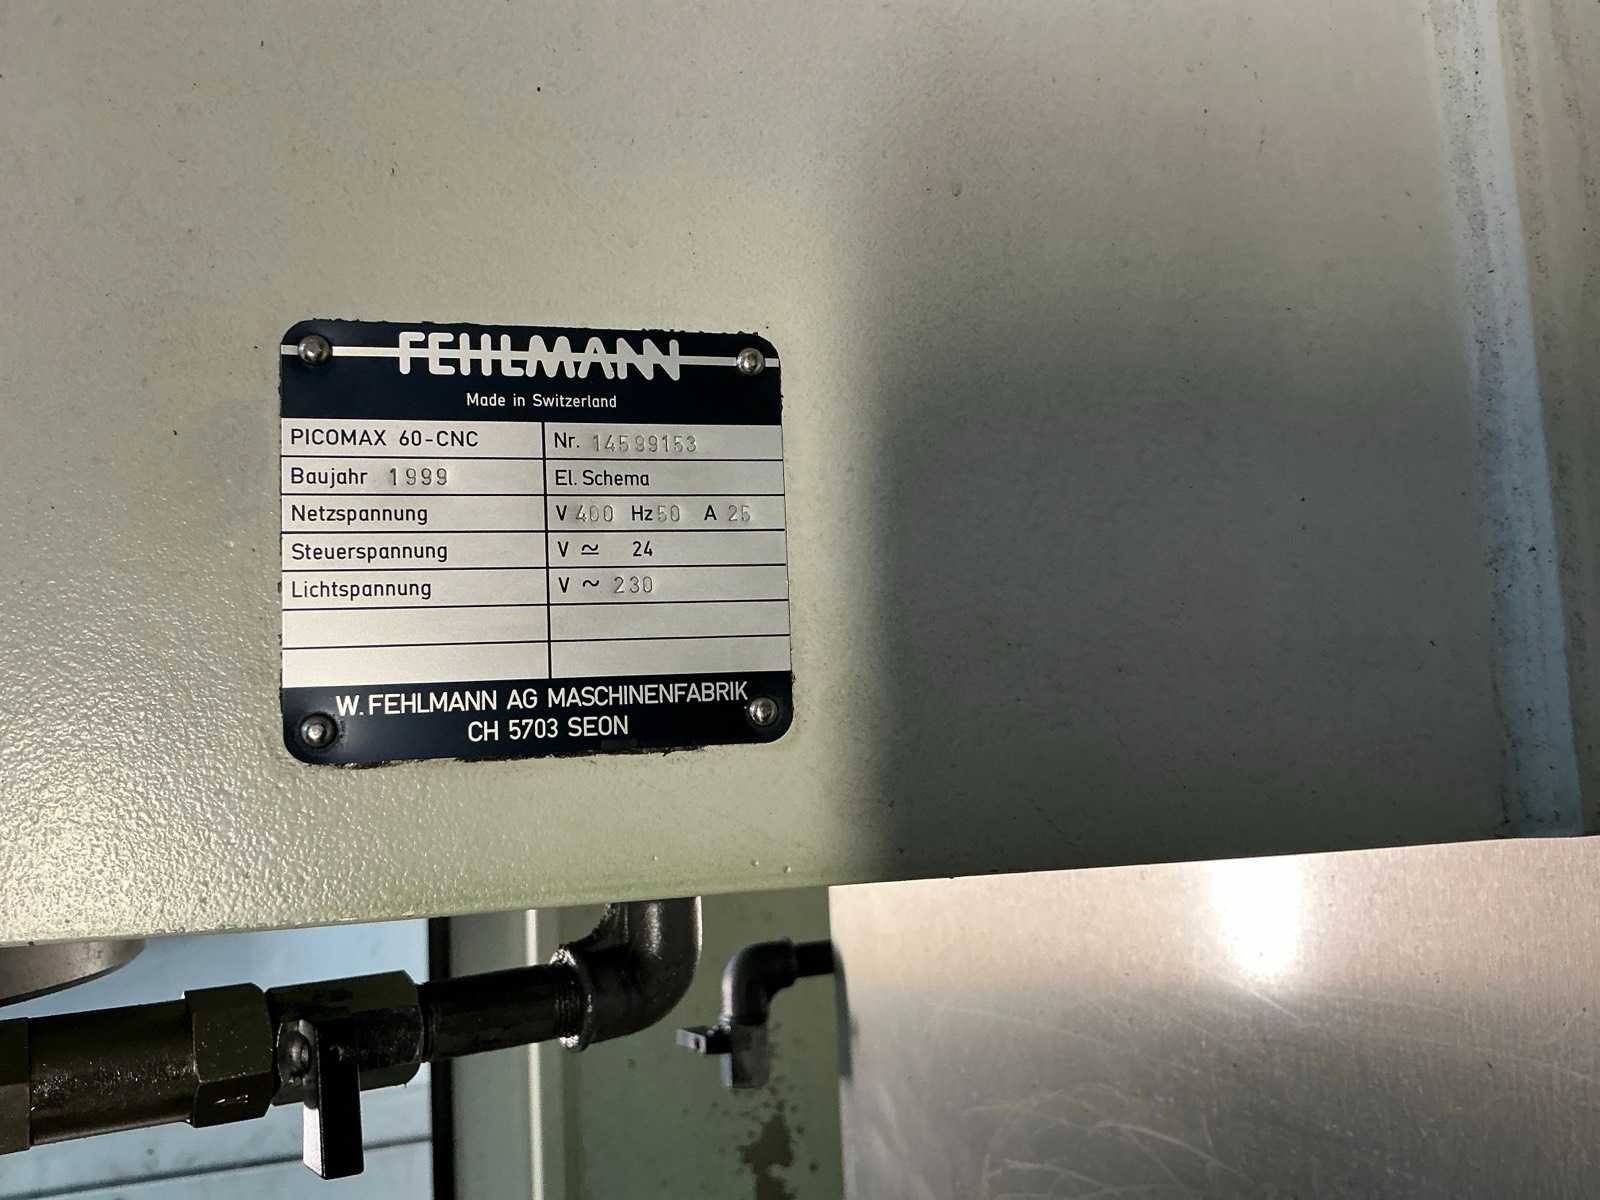 FEHLMANN
Made in Switzerland
PICOMAX 60-CNC Nr. 14599153
Baujahr 1999 El. Schema
Netzspannung V 400 Hz 50 A 25
Steuerspannung V ≃ 24
Lichtspannung V ~ 230
W. FEHLMANN AG MASCHINENFABRIK
CH 5703 SEON